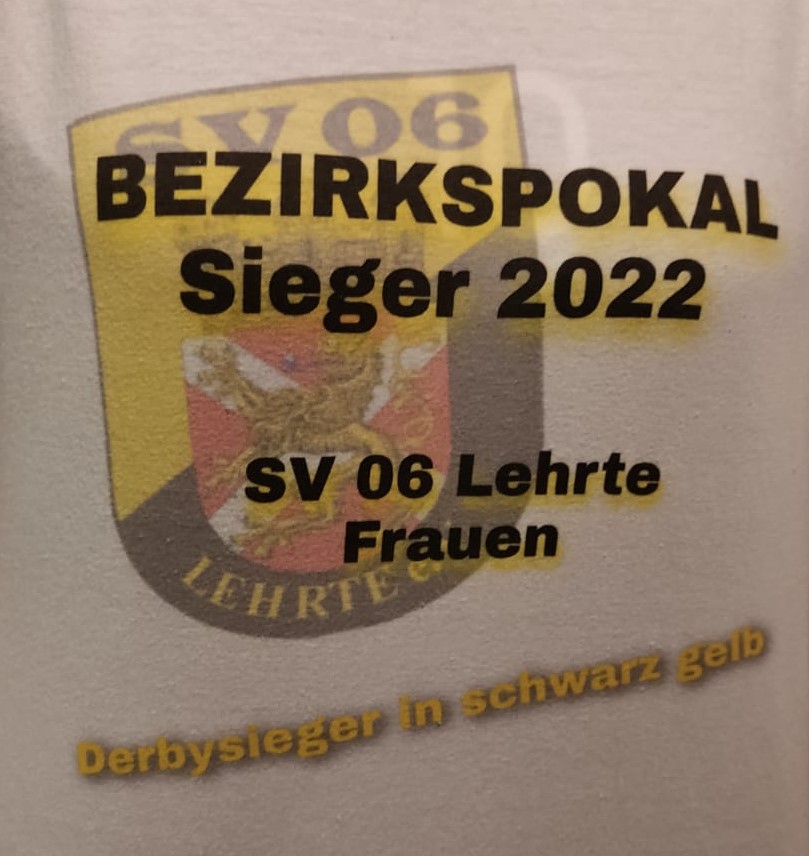 SV 06
BEZIRKSPOKAL
Sieger 2022
SV 06 Lehrte
Frauen
LEHRTE e.V.
Derbysieger in schwarz gelb